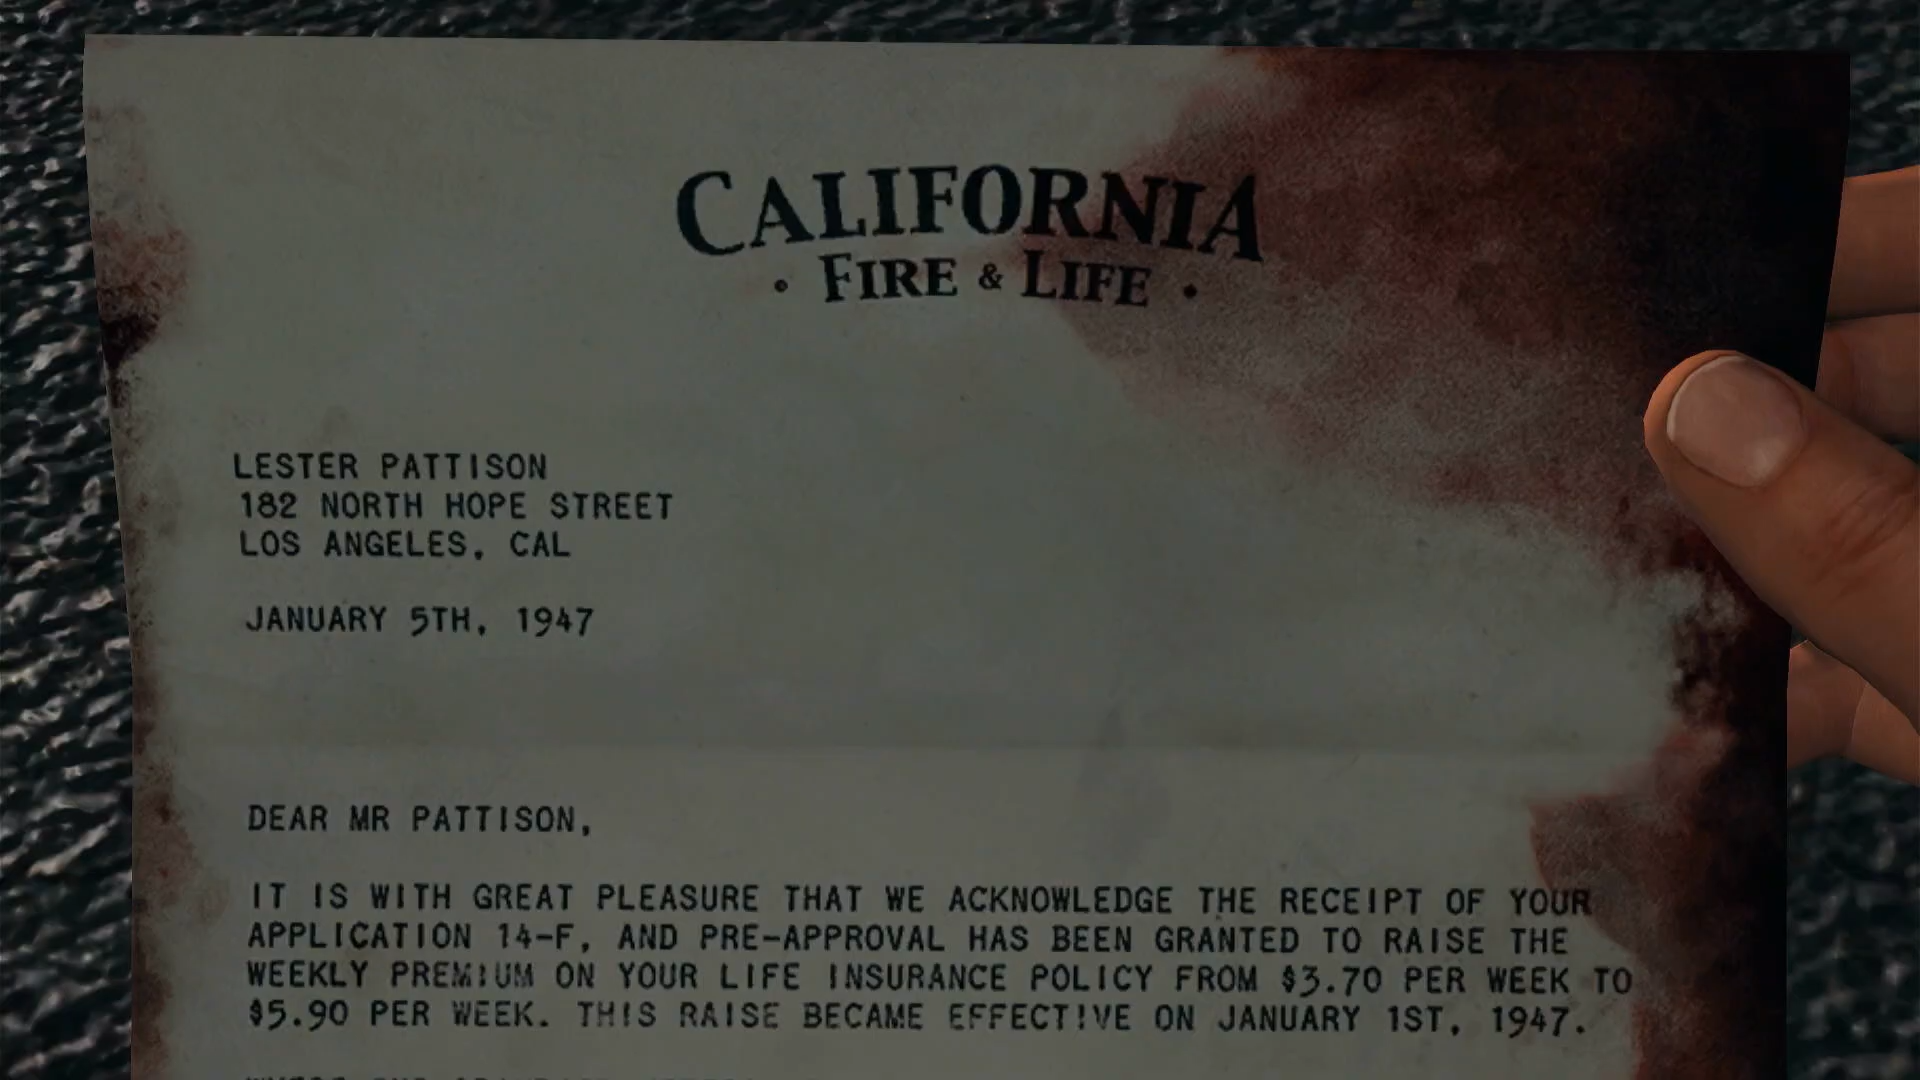 CALIFORNIA
• FIRE & LIFE •
LESTER PATTISON
182 NORTH HOPE STREET
LOS ANGELES, CAL
JANUARY 5TH, 1947
DEAR MR PATTISON,
IT IS WITH GREAT PLEASURE THAT WE ACKNOWLEDGE THE RECEIPT OF YOUR
APPLICATION 14-F, AND PRE-APPROVAL HAS BEEN GRANTED TO RAISE THE
WEEKLY PREMIUM ON YOUR LIFE INSURANCE POLICY FROM $3.70 PER WEEK TO
$5.90 PER WEEK. THIS RAISE BECAME EFFECTIVE ON JANUARY 1ST, 1947.